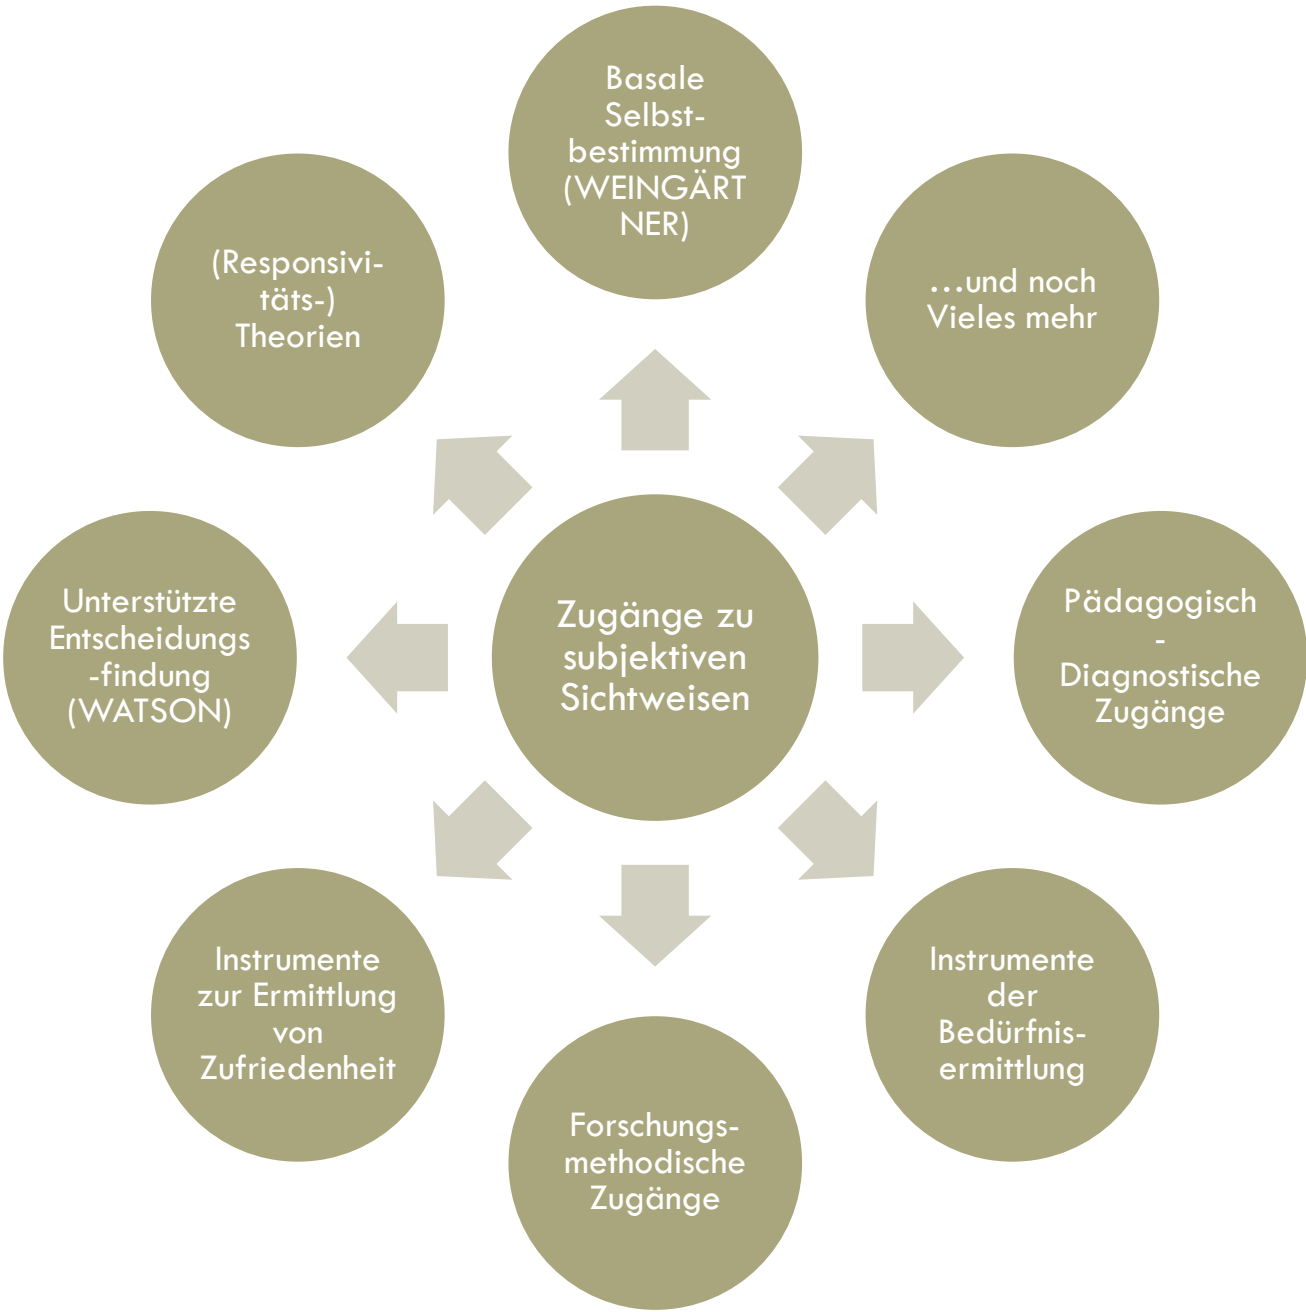 Basale
Selbst-
bestimmung
(WEINGÄRT
NER)
…und noch
Vieles mehr
Pädagogisch
-
Diagnostische
Zugänge
Instrumente
der
Bedürfnis-
ermittlung
Forschungs-
methodische
Zugänge
Instrumente
zur Ermittlung
von
Zufriedenheit
Unterstützte
Entscheidungs
-findung
(WATSON)
(Responsivi-
täts-)
Theorien
Zugänge zu
subjektiven
Sichtweisen